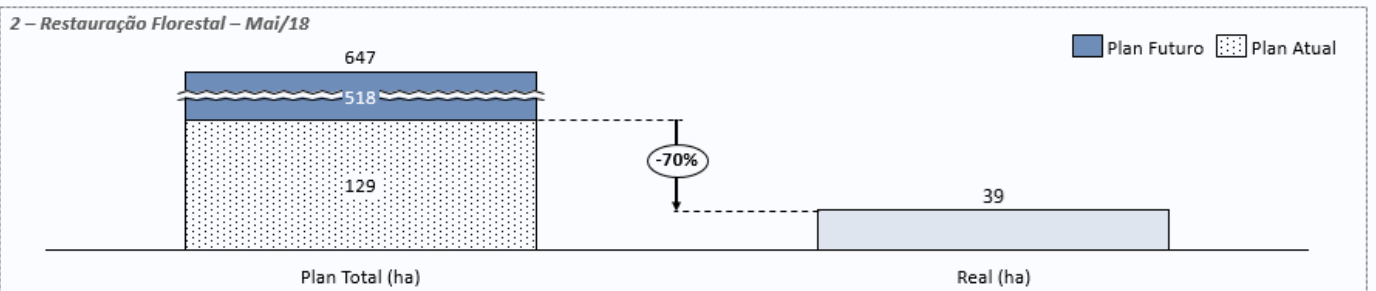 2 – Restauração Florestal – Mai/18
Plan Futuro Plan Atual
647
518
-70%
129
39
Plan Total (ha) Real (ha)